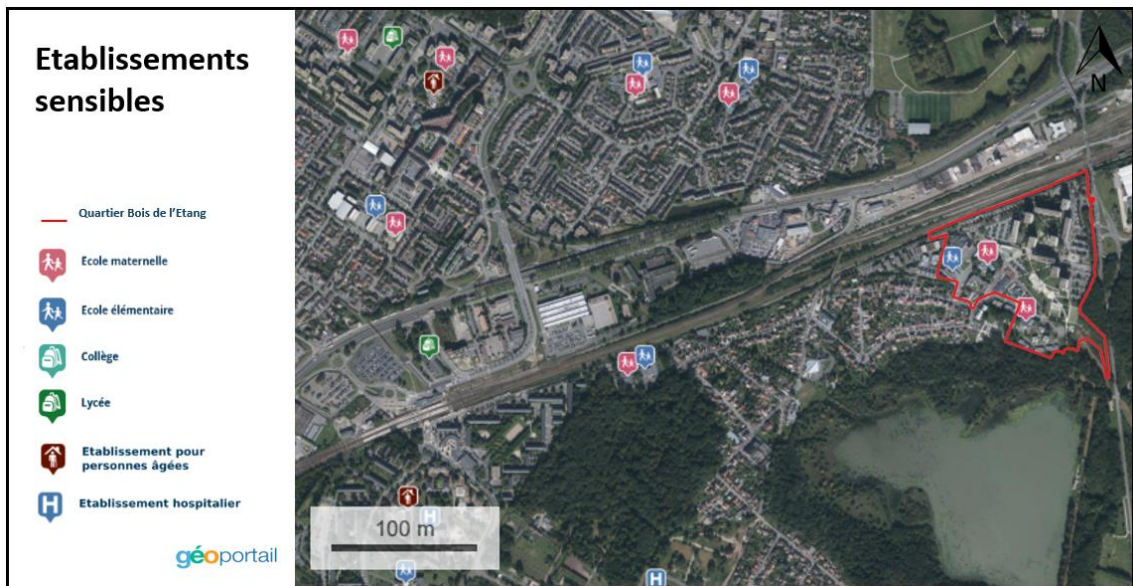 Etablissements
sensibles
Quartier Bois de l'Etang
Ecole maternelle
Ecole élémentaire
Collège
Lycée
Etablissement pour
personnes âgées
H
Etablissement hospitalier
géoportail
N
H
100 m
H